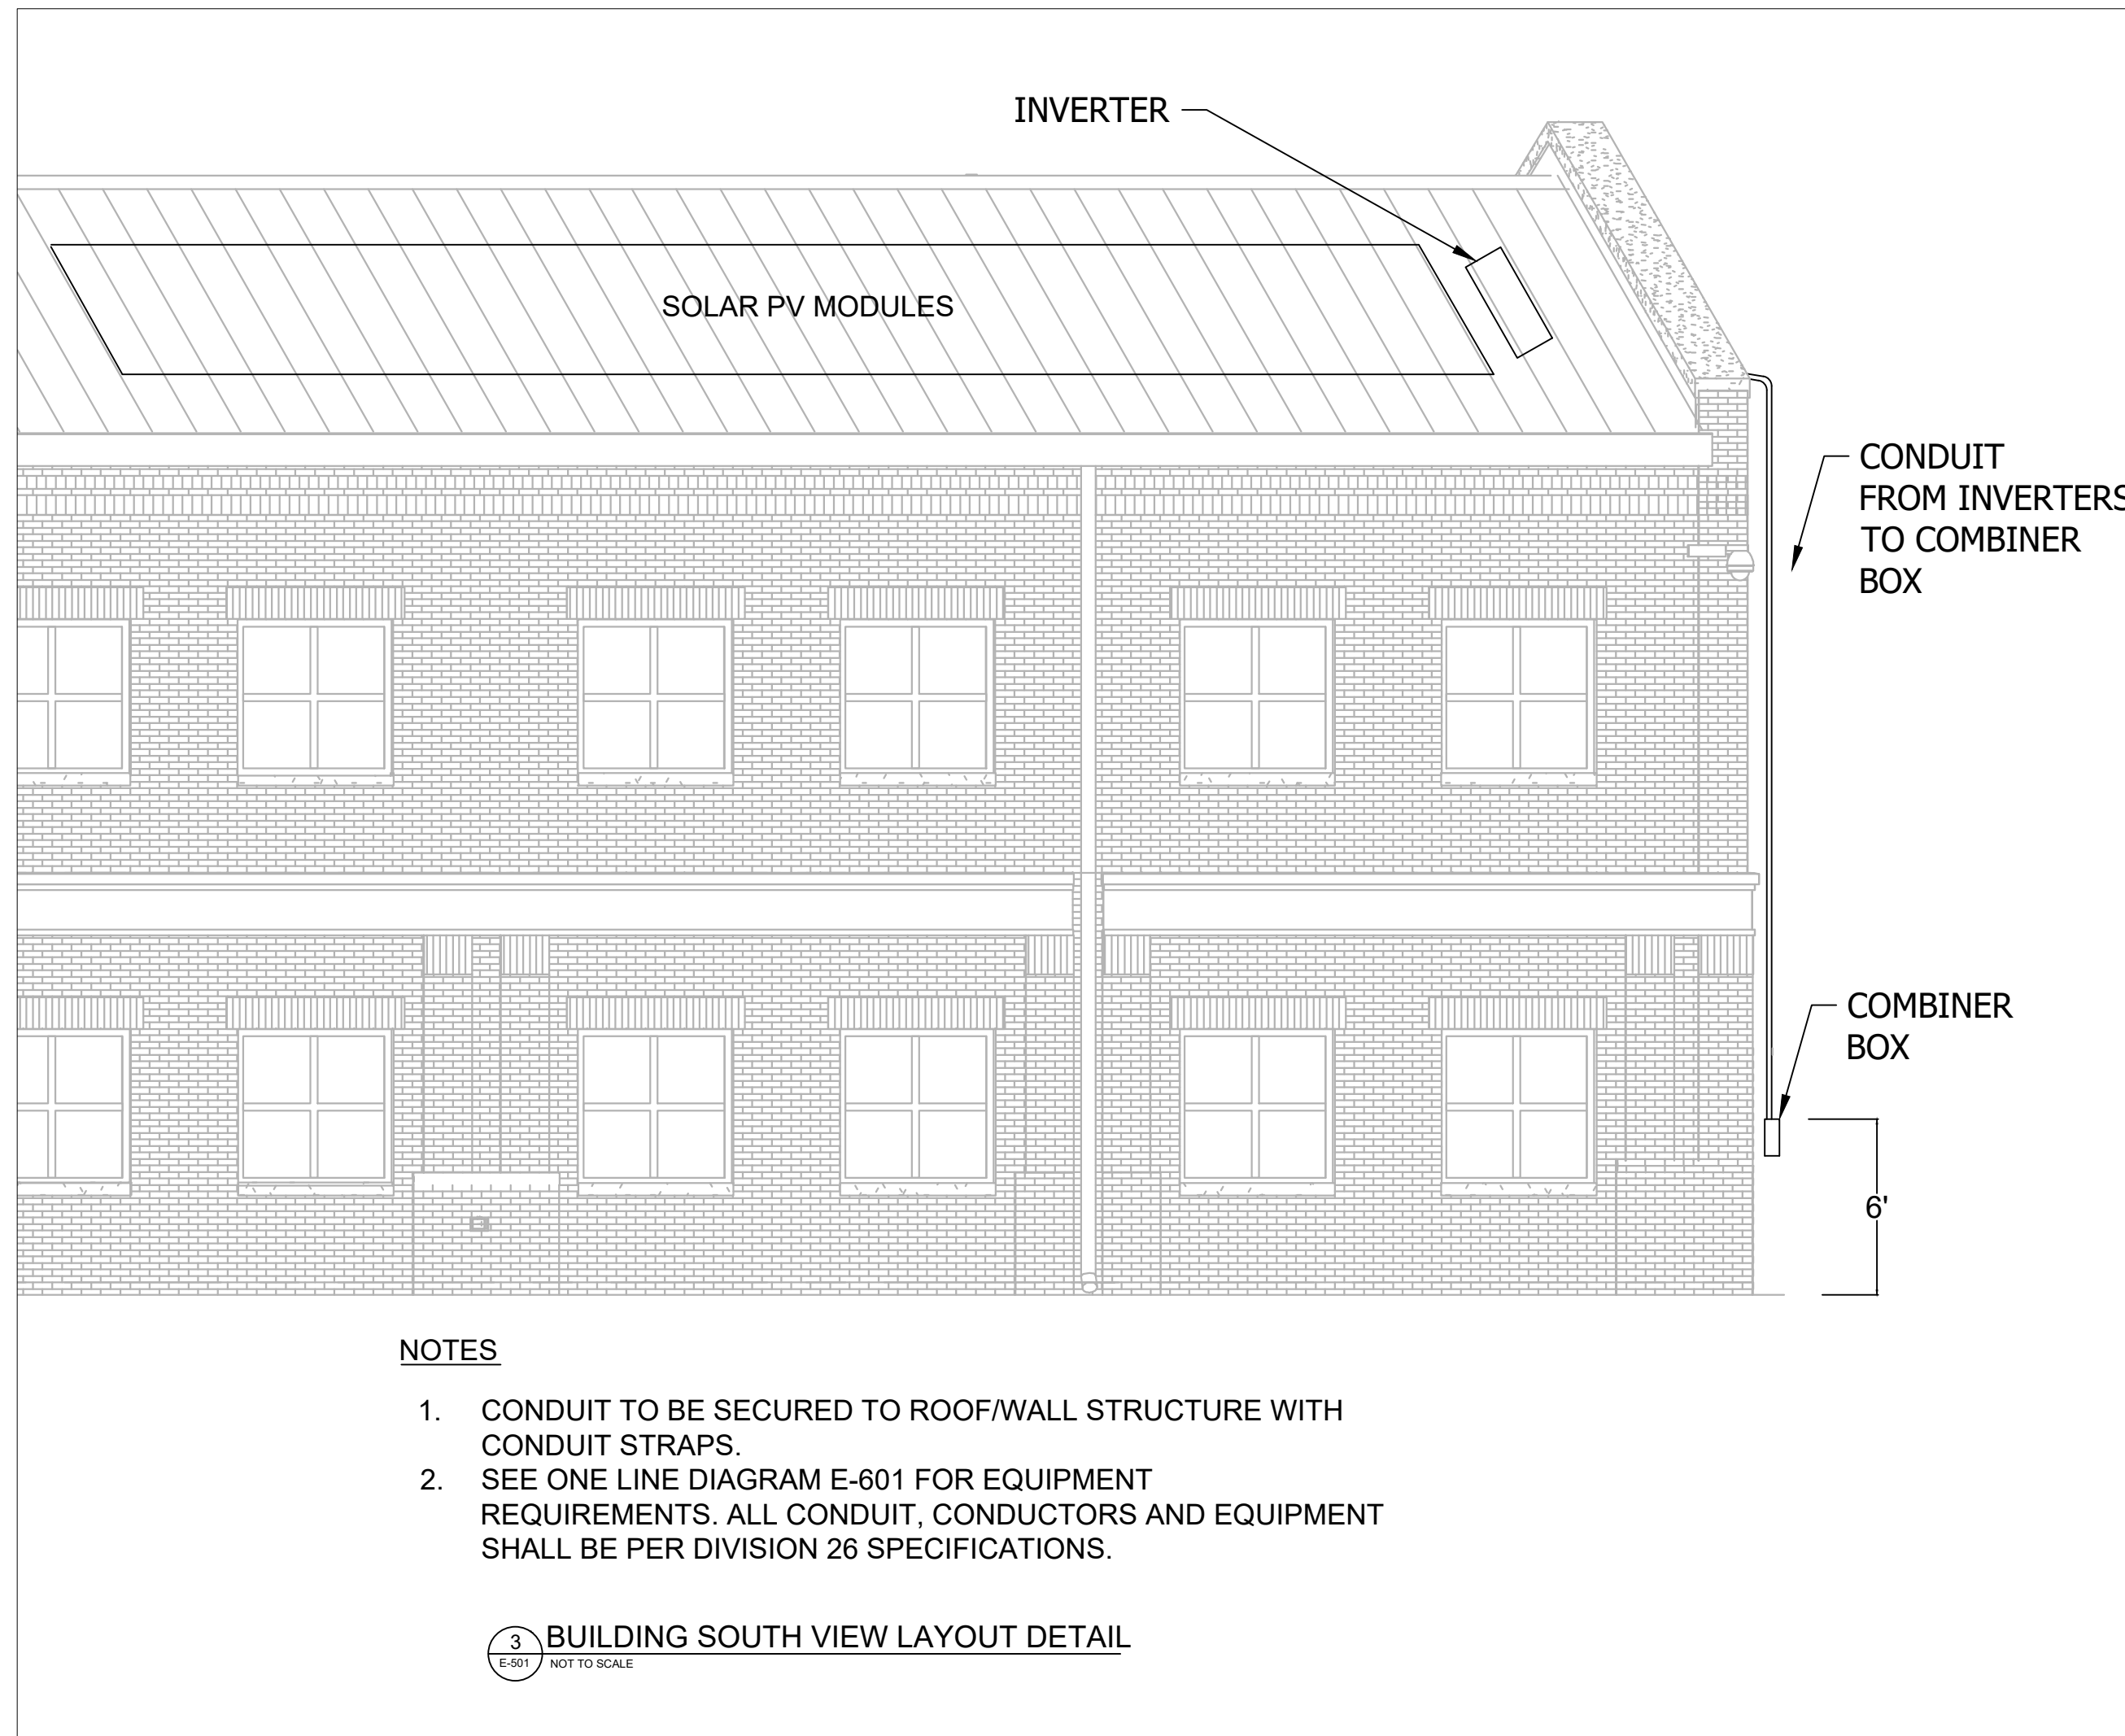 INVERTER
SOLAR PV MODULES
CONDUIT
FROM INVERTERS
TO COMBINER
BOX
COMBINER
BOX
6'
NOTES
1. CONDUIT TO BE SECURED TO ROOF/WALL STRUCTURE WITH
CONDUIT STRAPS.
2. SEE ONE LINE DIAGRAM E-601 FOR EQUIPMENT
REQUIREMENTS. ALL CONDUIT, CONDUCTORS AND EQUIPMENT
SHALL BE PER DIVISION 26 SPECIFICATIONS.
3 BUILDING SOUTH VIEW LAYOUT DETAIL
E-501 NOT TO SCALE